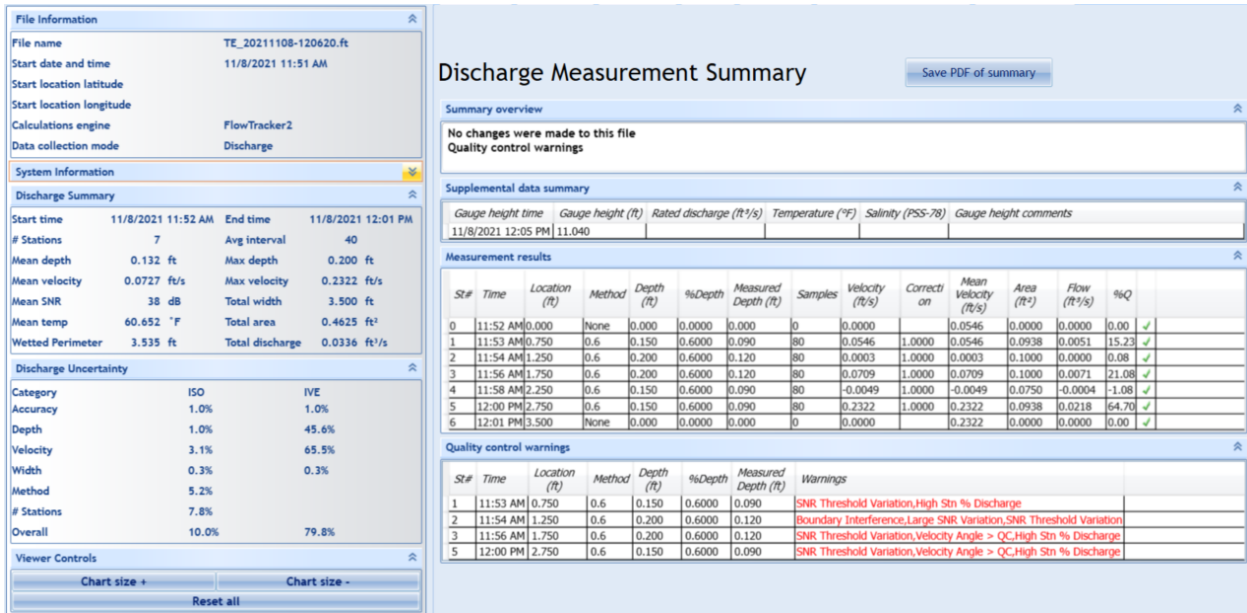 File Information
File name TE_20211108-120620.ft
Start date and time 11/8/2021 11:51 AM
Start location latitude
Start location longitude
Calculations engine FlowTracker2
Data collection mode Discharge
System Information
Discharge Summary
Start time 11/8/2021 11:52 AM End time 11/8/2021 12:01 PM
# Stations 7 Avg interval 40
Mean depth 0.132 ft Max depth 0.200 ft
Mean velocity 0.0727 ft/s Max velocity 0.2322 ft/s
Mean SNR 38 dB Total width 3.500 ft
Mean temp 60.652 °F Total area 0.4625 ft²
Wetted Perimeter 3.535 ft Total discharge 0.0336 ft³/s
Discharge Uncertainty
Category ISO IVE
Accuracy 1.0% 1.0%
Depth 1.0% 45.6%
Velocity 3.1% 65.5%
Width 0.3% 0.3%
Method 5.2%
# Stations 7.8%
Overall 10.0% 79.8%
Viewer Controls
Chart size + Chart size -
Reset all
Discharge Measurement Summary
Save PDF of summary
Summary overview
No changes were made to this file
Quality control warnings
Supplemental data summary
Gauge height time Gauge height (ft) Rated discharge (ft³/s) Temperature (°F) Salinity (PSS-78) Gauge height comments
11/8/2021 12:05 PM 11.040
Measurement results
St# Time Location (ft) Method Depth (ft) %Depth Measured Depth (ft) Samples Velocity (ft/s) Correcti on Mean Velocity (ft/s) Area (ft²) Flow (ft³/s) %Q
0 11:52 AM 0.000 None 0.000 0.0000 0.000 0 0.0000 0.0546 0.0000 0.0000 0.00 ✓
1 11:53 AM 0.750 0.6 0.150 0.6000 0.090 80 0.0546 1.0000 0.0546 0.0938 0.0051 15.23 ✓
2 11:54 AM 1.250 0.6 0.200 0.6000 0.120 80 0.0003 1.0000 0.0003 0.1000 0.0000 0.08 ✓
3 11:56 AM 1.750 0.6 0.200 0.6000 0.120 80 0.0709 1.0000 0.0709 0.1000 0.0071 21.08 ✓
4 11:58 AM 2.250 0.6 0.150 0.6000 0.090 80 -0.0049 1.0000 -0.0049 0.0750 -0.0004 -1.08 ✓
5 12:00 PM 2.750 0.6 0.150 0.6000 0.090 80 0.2322 1.0000 0.2322 0.0938 0.0218 64.70 ✓
6 12:01 PM 3.500 None 0.000 0.0000 0.000 0 0.0000 0.2322 0.0000 0.0000 0.00 ✓
Quality control warnings
St# Time Location (ft) Method Depth (ft) %Depth Measured Depth (ft) Warnings
1 11:53 AM 0.750 0.6 0.150 0.6000 0.090 SNR Threshold Variation,High Stn % Discharge
2 11:54 AM 1.250 0.6 0.200 0.6000 0.120 Boundary Interference,Large SNR Variation,SNR Threshold Variation
3 11:56 AM 1.750 0.6 0.200 0.6000 0.120 SNR Threshold Variation,Velocity Angle > QC,High Stn % Discharge
5 12:00 PM 2.750 0.6 0.150 0.6000 0.090 SNR Threshold Variation,Velocity Angle > QC,High Stn % Discharge